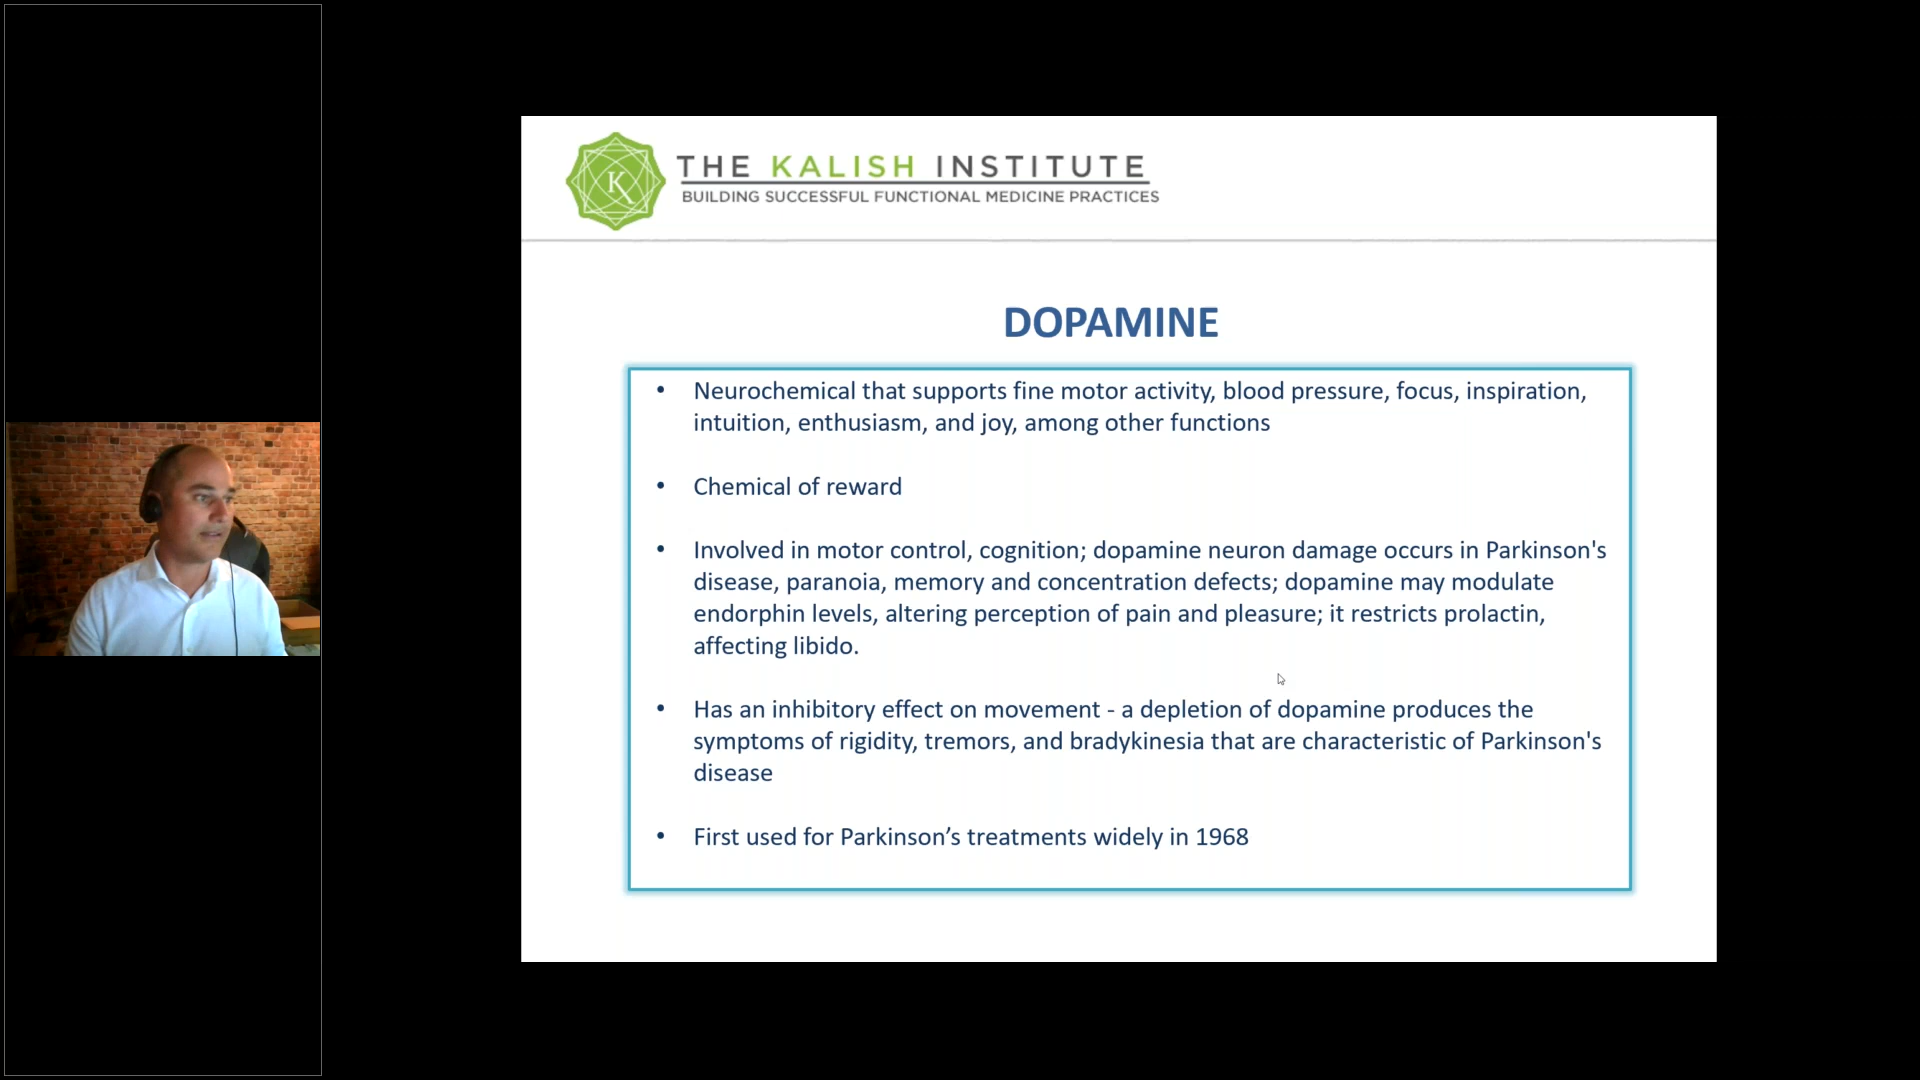 K
THE KALISH INSTITUTE
BUILDING SUCCESSFUL FUNCTIONAL MEDICINE PRACTICES
DOPAMINE
• Neurochemical that supports fine motor activity, blood pressure, focus, inspiration,
intuition, enthusiasm, and joy, among other functions
• Chemical of reward
• Involved in motor control, cognition; dopamine neuron damage occurs in Parkinson's
disease, paranoia, memory and concentration defects; dopamine may modulate
endorphin levels, altering perception of pain and pleasure; it restricts prolactin,
affecting libido.
• Has an inhibitory effect on movement - a depletion of dopamine produces the
symptoms of rigidity, tremors, and bradykinesia that are characteristic of Parkinson's
disease
• First used for Parkinson’s treatments widely in 1968